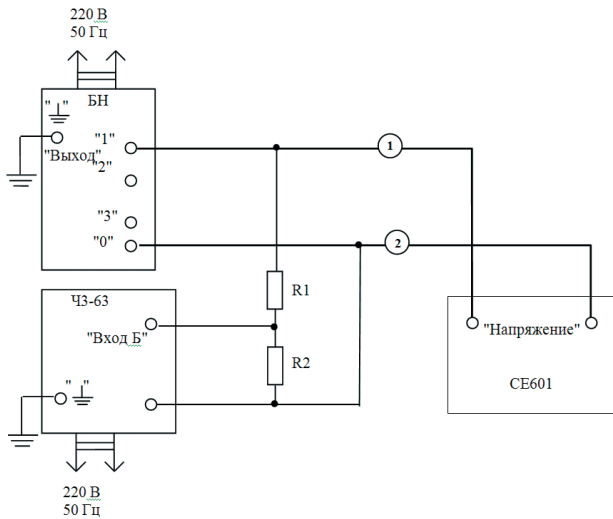 220 В
50 Гц
БН
"⏚"
"1"
"Выход"
"2"
"3"
"0"
1
2
R1
Ч3-63
"Вход Б"
R2
"⏚"
"Напряжение"
СЕ601
220 В
50 Гц